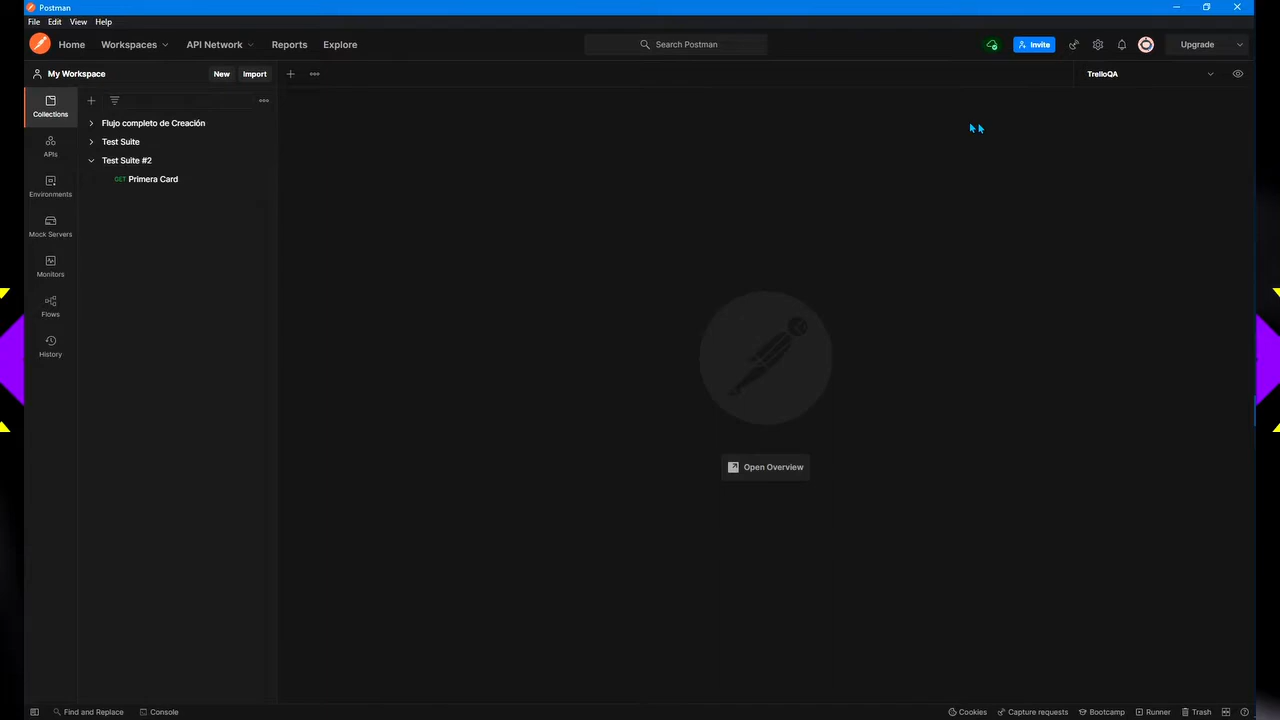 Postman
File Edit View Help
Home Workspaces API Network Reports Explore Search Postman Invite Upgrade
My Workspace New Import TrelloQA
Collections
APIs
Environments
Mock Servers
Monitors
Flows
History
Flujo completo de Creación
Test Suite
Test Suite #2
GET Primera Card
Open Overview
Find and Replace Console Cookies Capture requests Bootcamp Runner Trash